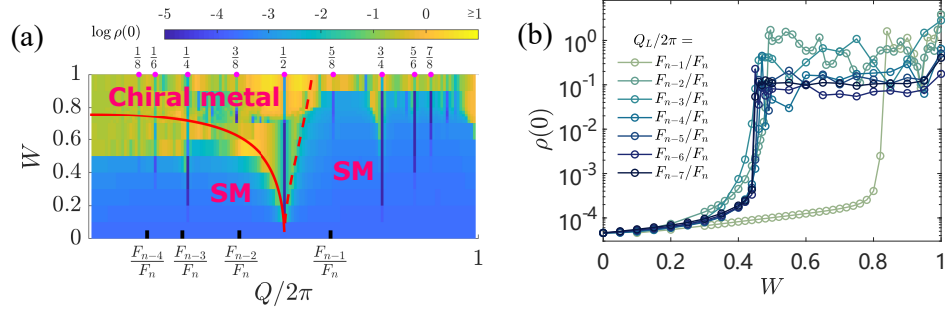 (a)
log ρ(0)
-5 -4 -3 -2 -1 0 ≥1
1/8 1/6 1/4 3/8 1/2 5/8 3/4 5/6 7/8
Chiral metal
SM
SM
W
1
0.8
0.6
0.4
0.2
0
F_{n-4}/F_n F_{n-3}/F_n F_{n-2}/F_n F_{n-1}/F_n 1
Q/2π
(b)
Q_L/2π =
F_{n-1}/F_n
F_{n-2}/F_n
F_{n-3}/F_n
F_{n-4}/F_n
F_{n-5}/F_n
F_{n-6}/F_n
F_{n-7}/F_n
ρ(0)
10^0
10^{-1}
10^{-4}
0 0.2 0.4 0.6 0.8 1
W